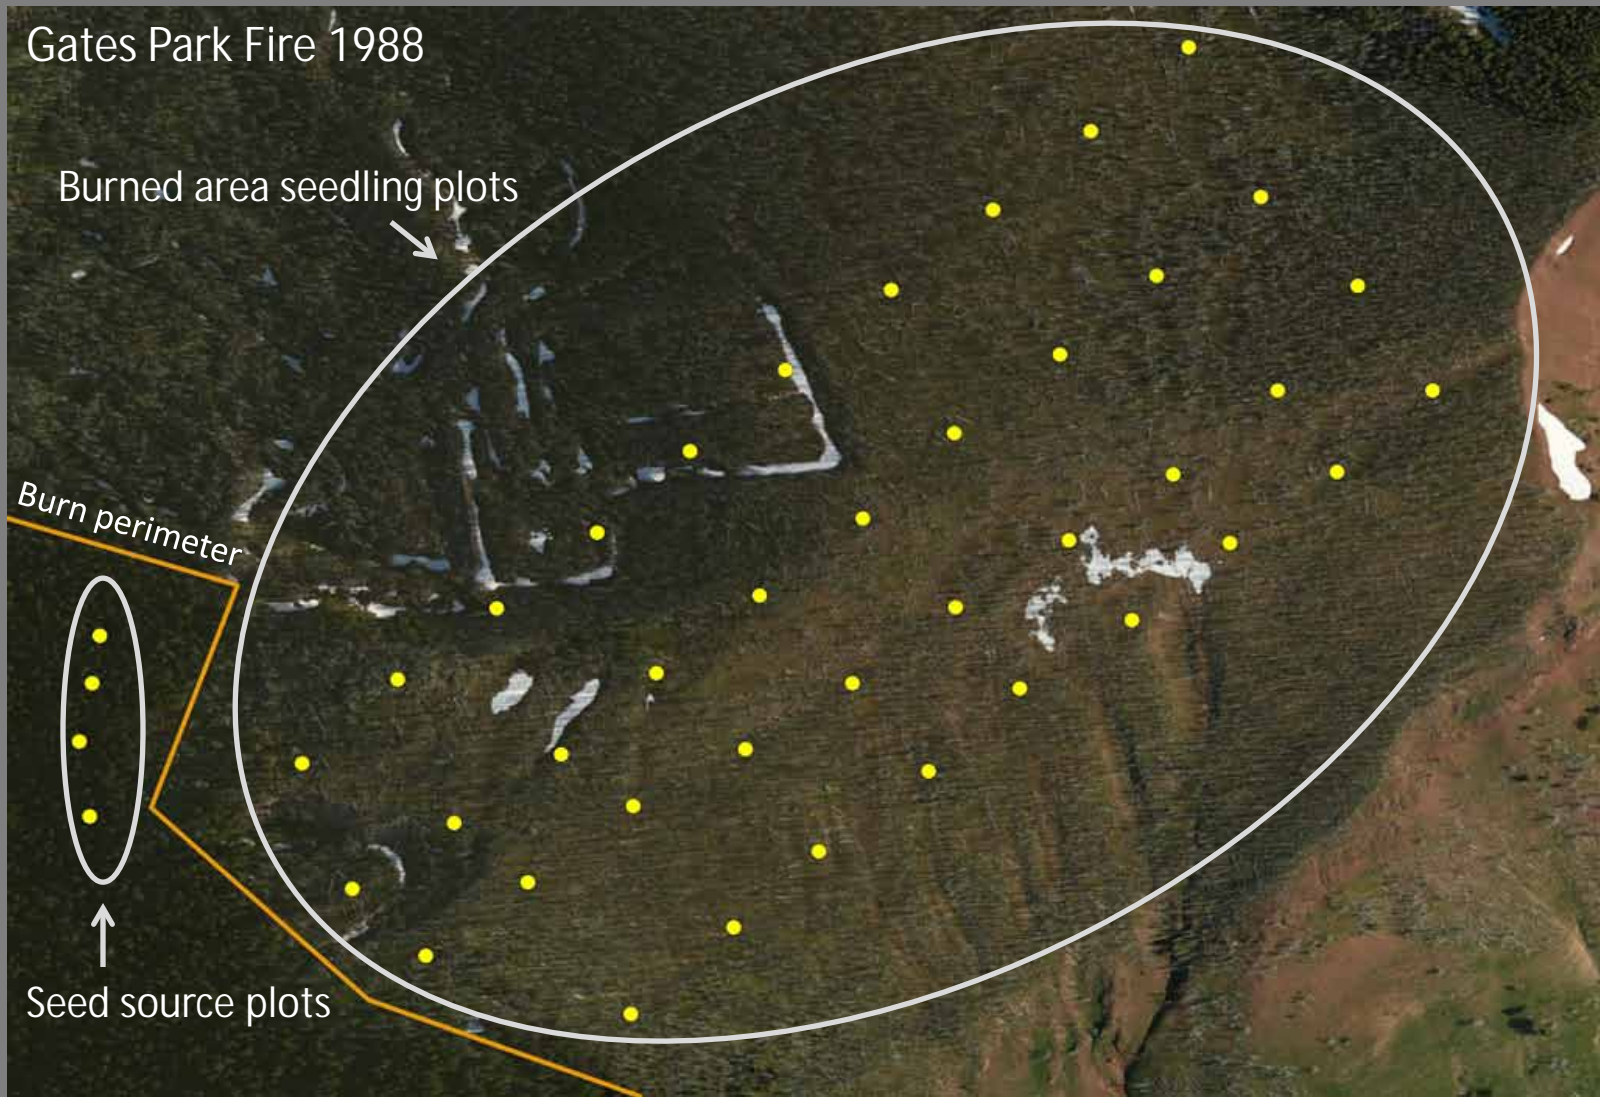 Gates Park Fire 1988
Burned area seedling plots
Burn perimeter
Seed source plots